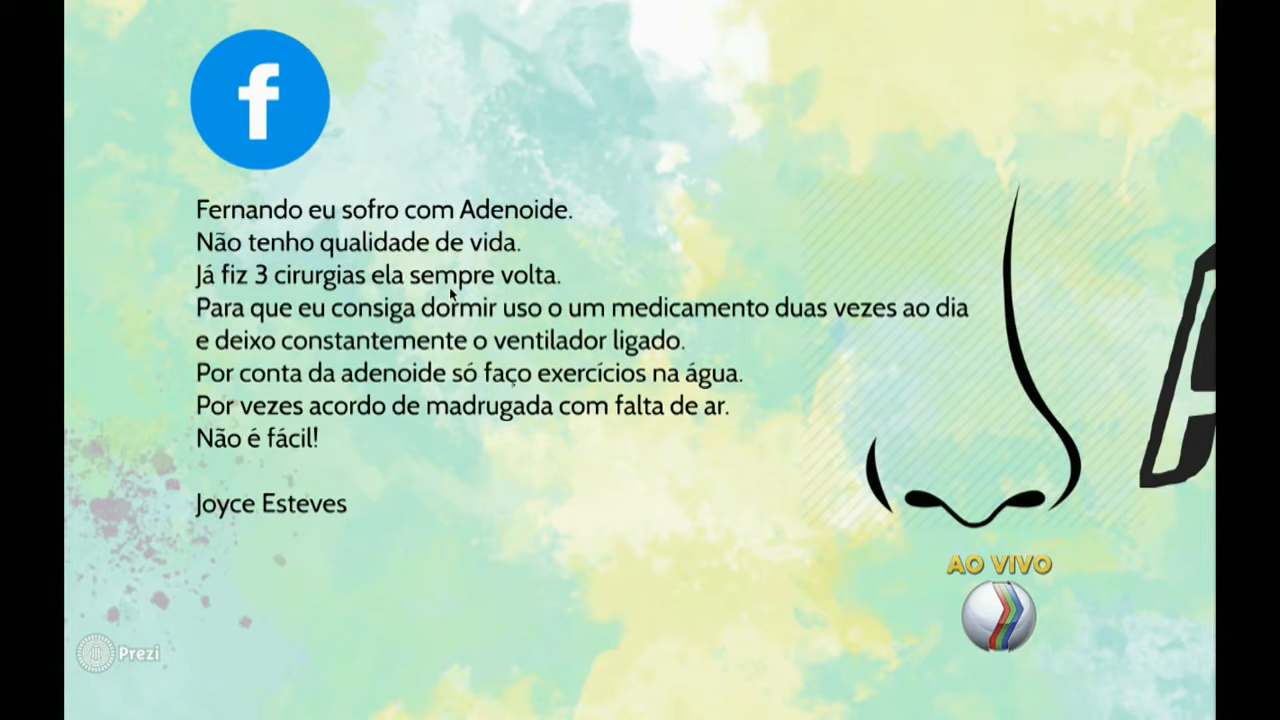 f
Fernando eu sofro com Adenoide.
Não tenho qualidade de vida.
Já fiz 3 cirurgias ela sempre volta.
Para que eu consiga dormir uso o um medicamento duas vezes ao dia
e deixo constantemente o ventilador ligado.
Por conta da adenoide só faço exercícios na água.
Por vezes acordo de madrugada com falta de ar.
Não é fácil!
Joyce Esteves
AO VIVO
Prezi